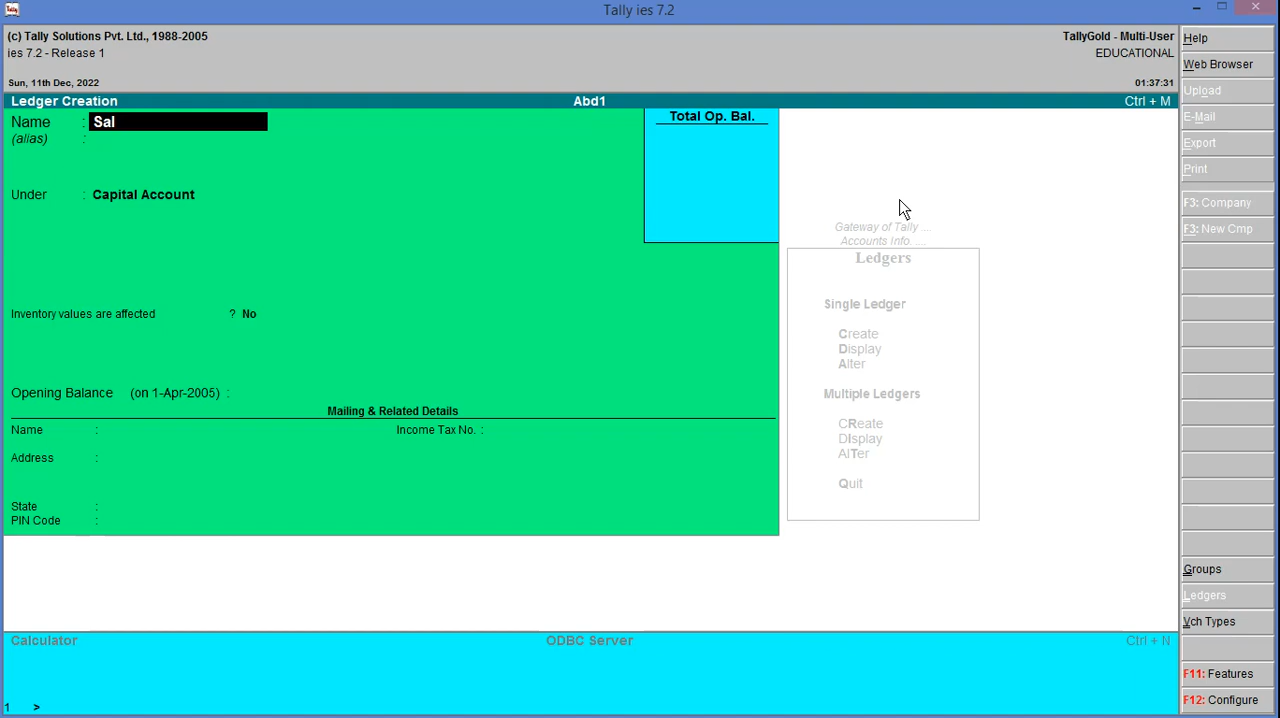 Tally
Tally ies 7.2
(c) Tally Solutions Pvt. Ltd., 1988-2005
TallyGold - Multi-User
ies 7.2 - Release 1
EDUCATIONAL
Sun, 11th Dec, 2022
01:37:31
Ledger Creation
Abd1
Ctrl + M
Name : Sal
(alias) :
Under : Capital Account
Total Op. Bal.
Inventory values are affected ? No
Opening Balance (on 1-Apr-2005) :
Mailing & Related Details
Name :
Income Tax No. :
Address :
State :
PIN Code :
Gateway of Tally ....
Accounts Info. ....
Ledgers
Single Ledger
Create
Display
Alter
Multiple Ledgers
CReate
DIsplay
AlTer
Quit
Calculator
ODBC Server
Ctrl + N
1 >
Help
Web Browser
Upload
E-Mail
Export
Print
F3: Company
F3: New Cmp
Groups
Ledgers
Vch Types
F11: Features
F12: Configure